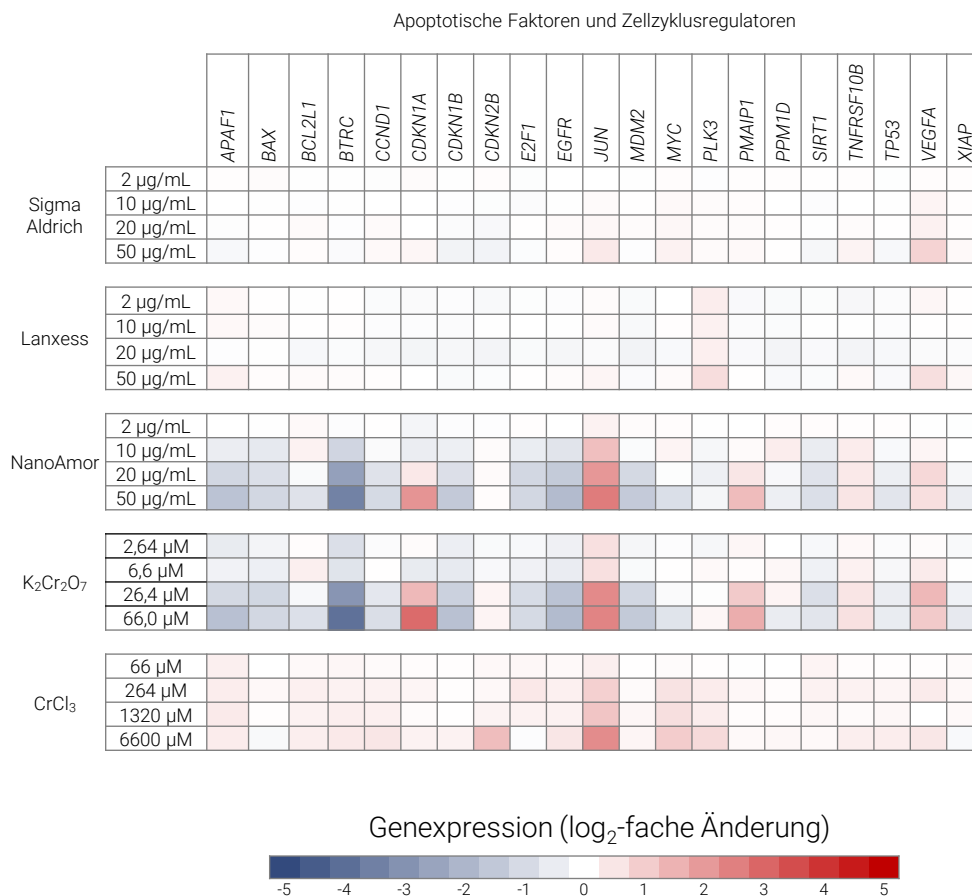 Apoptotische Faktoren und Zellzyklusregulatoren
APAF1
BAX
BCL2L1
BTRC
CCND1
CDKN1A
CDKN1B
CDKN2B
E2F1
EGFR
JUN
MDM2
MYC
PLK3
PMAIP1
PPM1D
SIRT1
TNFRSF10B
TP53
VEGFA
XIAP
Sigma
Aldrich
2 µg/mL
10 µg/mL
20 µg/mL
50 µg/mL
Lanxess
2 µg/mL
10 µg/mL
20 µg/mL
50 µg/mL
NanoAmor
2 µg/mL
10 µg/mL
20 µg/mL
50 µg/mL
K₂Cr₂O₇
2,64 µM
6,6 µM
26,4 µM
66,0 µM
CrCl₃
66 µM
264 µM
1320 µM
6600 µM
Genexpression (log₂-fache Änderung)
-5 -4 -3 -2 -1 0 1 2 3 4 5